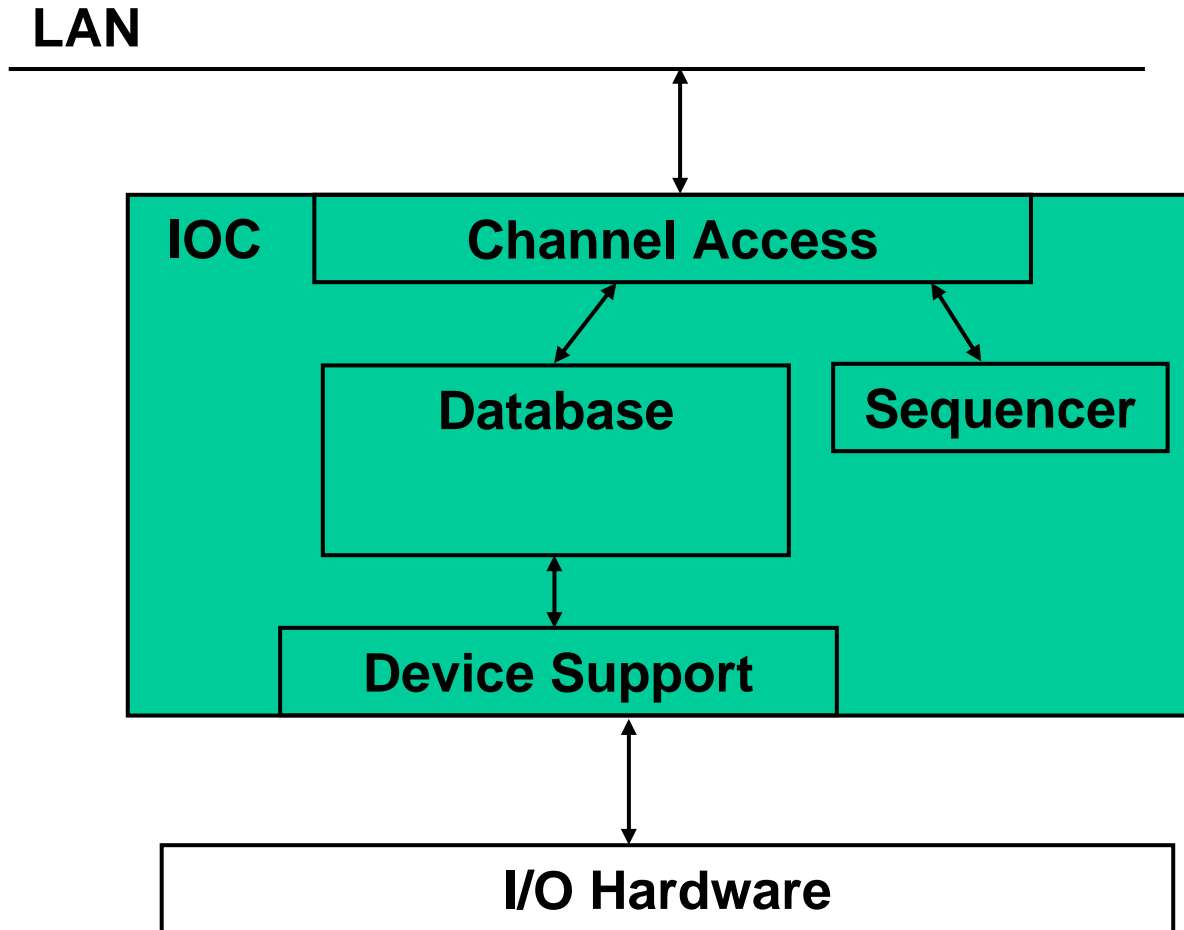 LAN
IOC
Channel Access
Database
Sequencer
Device Support
I/O Hardware